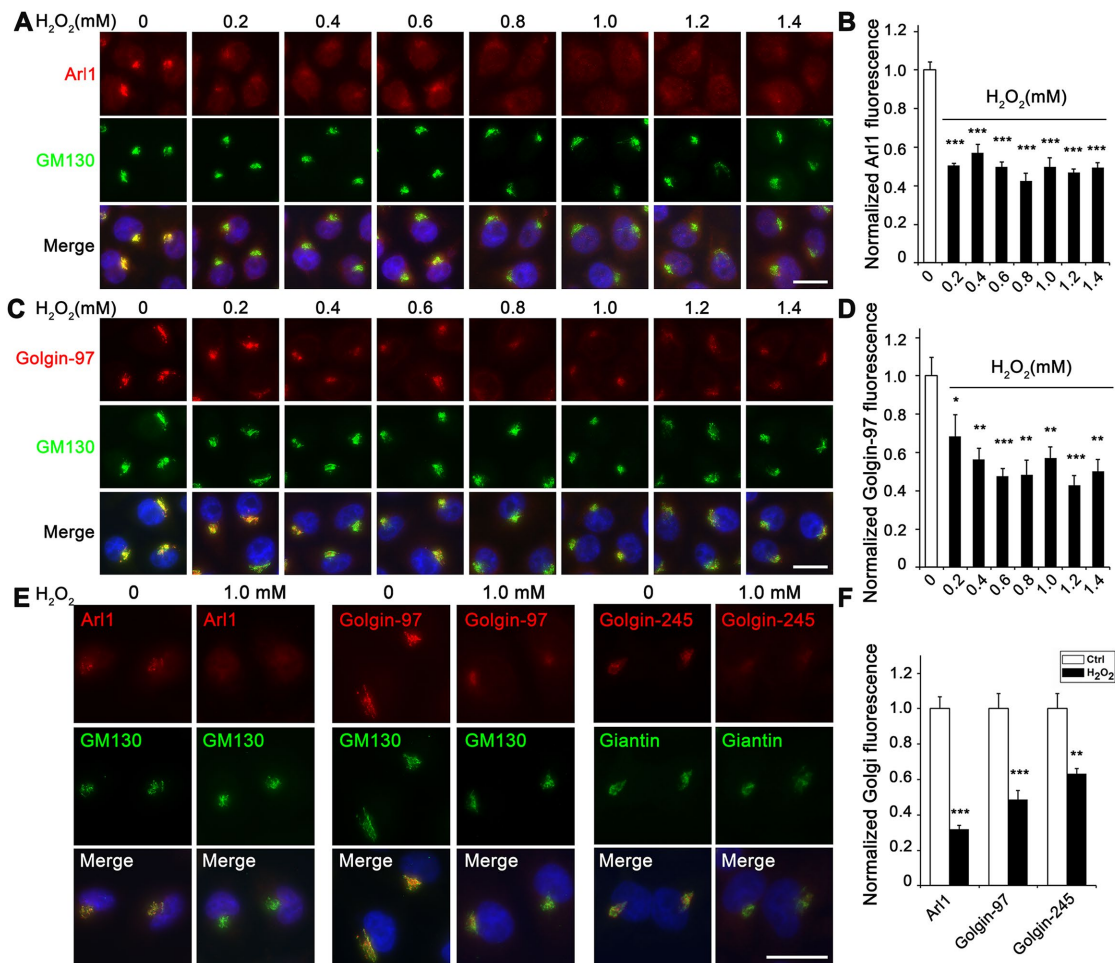 A H₂O₂(mM) 0 0.2 0.4 0.6 0.8 1.0 1.2 1.4
Arl1
GM130
Merge
B
Normalized Arl1 fluorescence
H₂O₂(mM)
1.2
1.0
0.8
0.6
0.4
0.2
0
*** *** *** *** *** *** ***
0 0.2 0.4 0.6 0.8 1.0 1.2 1.4
C H₂O₂(mM) 0 0.2 0.4 0.6 0.8 1.0 1.2 1.4
Golgin-97
GM130
Merge
D
Normalized Golgin-97 fluorescence
H₂O₂(mM)
1.2
1.0
0.8
0.6
0.4
0.2
0
* ** *** ** ** *** **
0 0.2 0.4 0.6 0.8 1.0 1.2 1.4
E H₂O₂ 0 1.0 mM 0 1.0 mM 0 1.0 mM
Arl1 Arl1 Golgin-97 Golgin-97 Golgin-245 Golgin-245
GM130 GM130 GM130 GM130 Giantin Giantin
Merge Merge Merge Merge Merge Merge
F
Normalized Golgi fluorescence
Ctrl
H₂O₂
1.2
1.0
0.8
0.6
0.4
0.2
0
*** *** **
Arl1 Golgin-97 Golgin-245